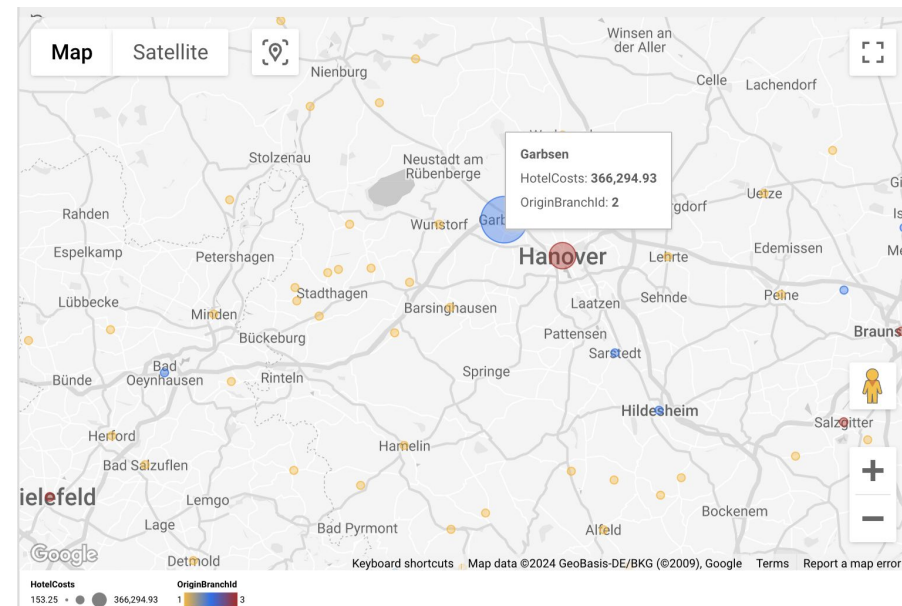 Map
Satellite
Winsen an
der Aller
Nienburg
Celle
Lachendorf
Stolzenau
Neustadt am
Rübenberge
Garbsen
HotelCosts: 366,294.93
OriginBranchId: 2
Uetze
Rahden
Wunstorf
Espelkamp
Petershagen
Hanover
Lehrte
Edemissen
Stadthagen
Lübbecke
Minden
Barsinghausen
Laatzen
Sehnde
Peine
Bückeburg
Pattensen
Sarstedt
Bad
Oeynhausen
Bünde
Rinteln
Springe
Hildesheim
Salzgitter
Herford
Hamelin
Bad Salzuflen
ielefeld
Lemgo
Lage
Bad Pyrmont
Alfeld
Bockenem
Google
Detmold
Keyboard shortcuts
Map data ©2024 GeoBasis-DE/BKG (©2009), Google
Terms
Report a map error
HotelCosts
153.25
366,294.93
OriginBranchId
1
3